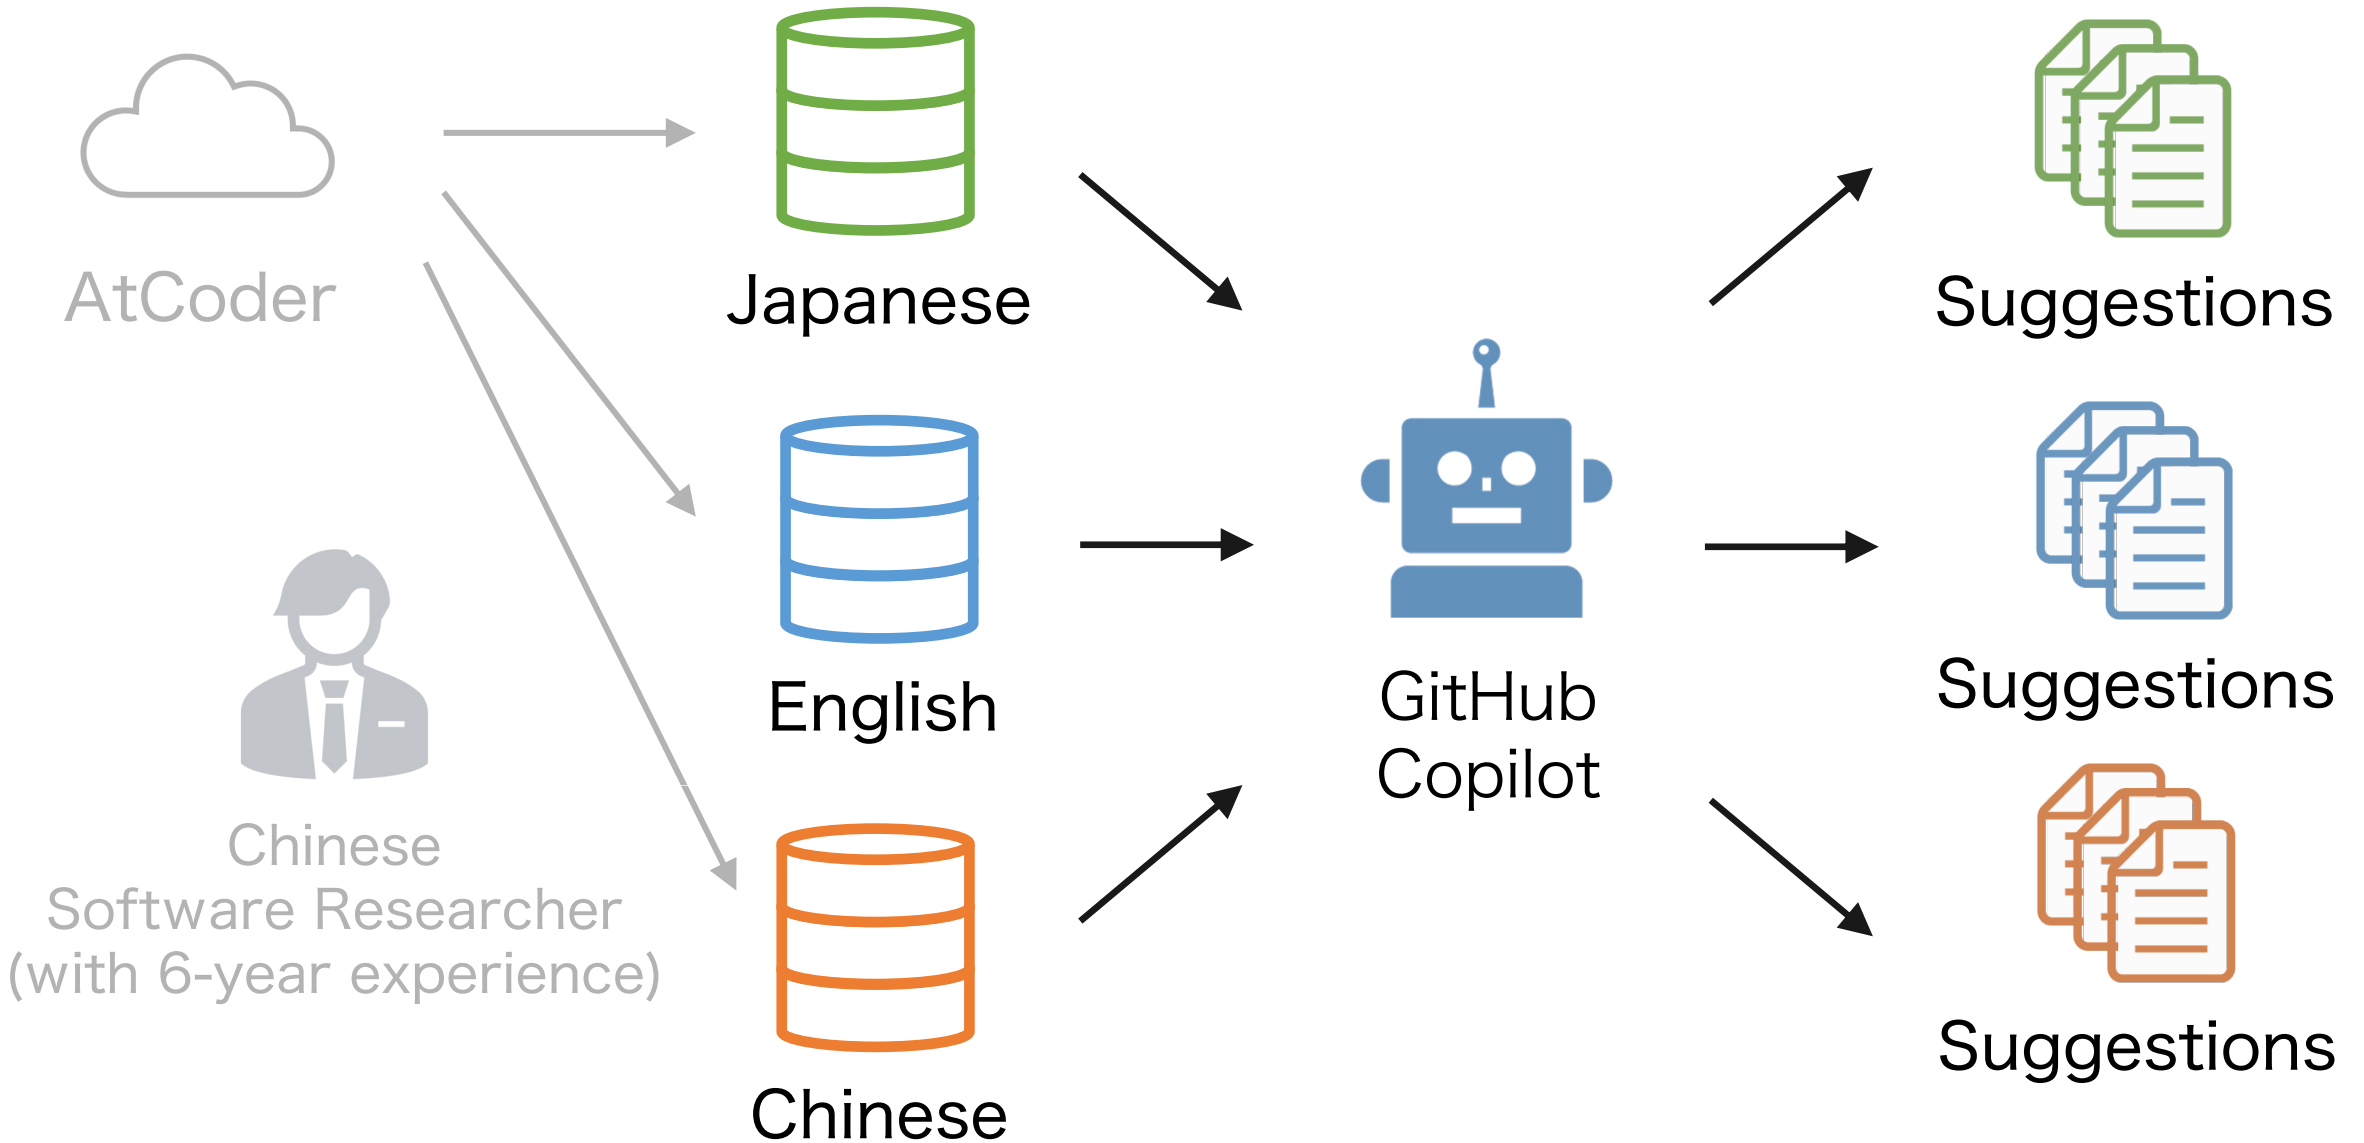 AtCoder
Chinese
Software Researcher
(with 6-year experience)
Japanese
English
Chinese
GitHub
Copilot
Suggestions
Suggestions
Suggestions